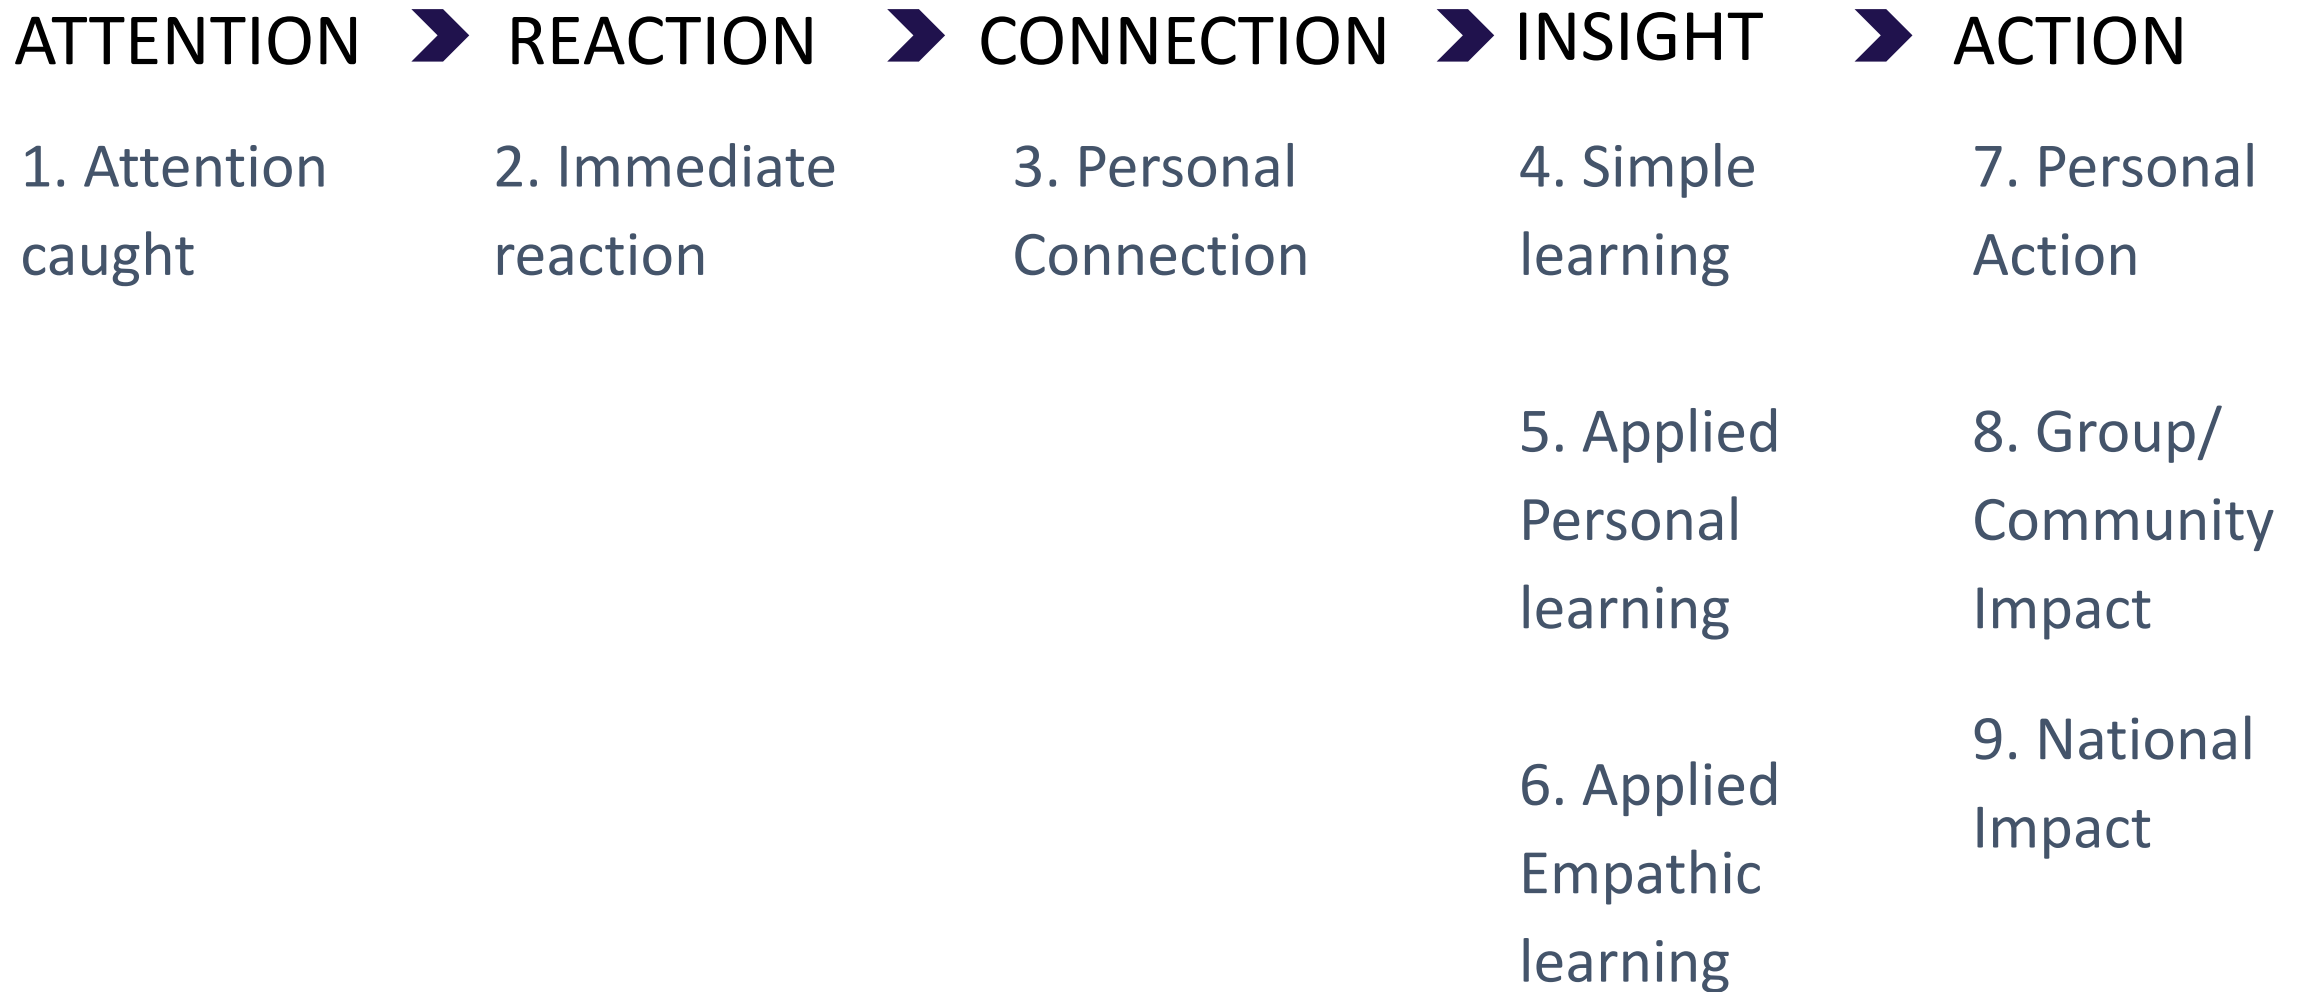 ATTENTION
REACTION
CONNECTION
INSIGHT
ACTION
1. Attention
caught
2. Immediate
reaction
3. Personal
Connection
4. Simple
learning
5. Applied
Personal
learning
6. Applied
Empathic
learning
7. Personal
Action
8. Group/
Community
Impact
9. National
Impact